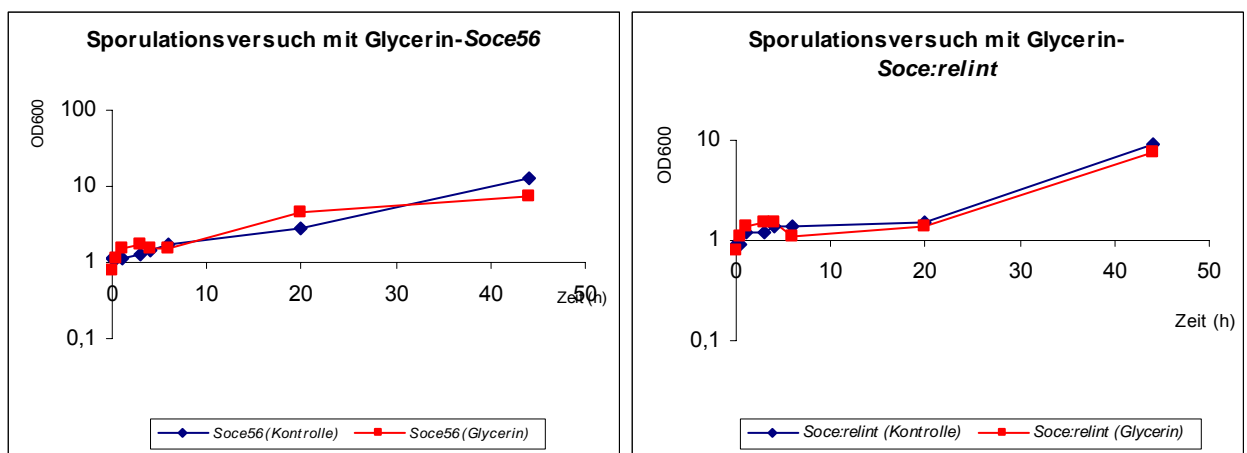 Sporulationsversuch mit Glycerin-Soce56
OD600
100
10
1
0,1
0
10
20
30
40
50
Zeit (h)
Soce56(Kontrolle)
Soce56(Glycerin)
Sporulationsversuch mit Glycerin-
Soce:relint
OD600
10
1
0,1
0
10
20
30
40
50
Zeit (h)
Soce:relint (Kontrolle)
Soce:relint (Glycerin)